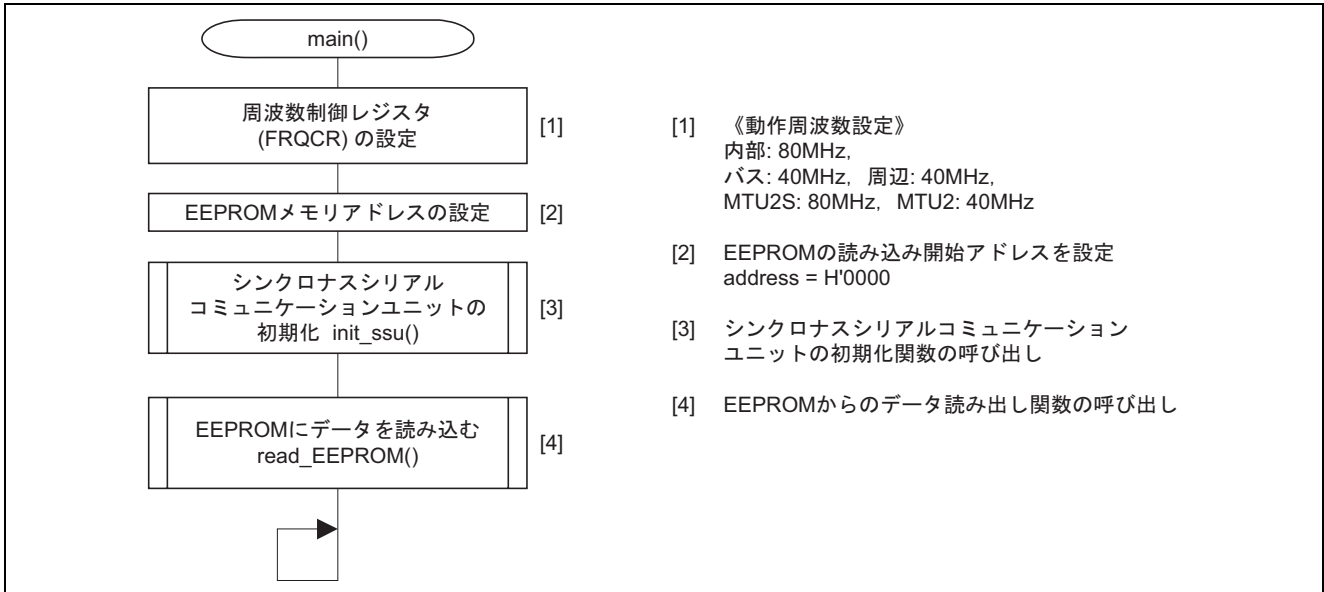 main()
周波数制御レジスタ
(FRQCR) の設定
[1]
EEPROMメモリアドレスの設定
[2]
シンクロナスシリアル
コミュニケーションユニットの
初期化 init_ssu()
[3]
EEPROMにデータを読み込む
read_EEPROM()
[4]
[1] 《動作周波数設定》
内部: 80MHz,
バス: 40MHz, 周辺: 40MHz,
MTU2S: 80MHz, MTU2: 40MHz
[2] EEPROMの読み込み開始アドレスを設定
address = H'0000
[3] シンクロナスシリアルコミュニケーション
ユニットの初期化関数の呼び出し
[4] EEPROMからのデータ読み出し関数の呼び出し